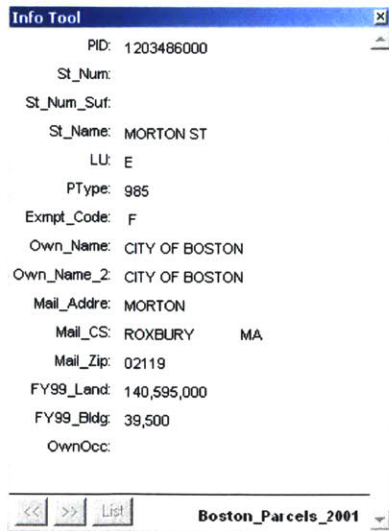 Info Tool
PID: 1203486000
St_Num:
St_Num_Suf:
St_Name: MORTON ST
LU: E
PType: 985
Exmpt_Code: F
Own_Name: CITY OF BOSTON
Own_Name_2: CITY OF BOSTON
Mail_Addre: MORTON
Mail_CS: ROXBURY MA
Mail_Zip: 02119
FY99_Land: 140,595,000
FY99_Bldg: 39,500
OwnOcc:
<< >> List Boston_Parcels_2001